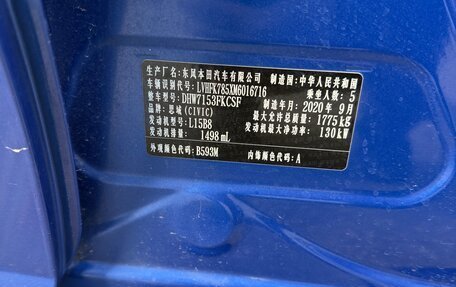 生产厂名：东风本田汽车有限公司 制造国：中华人民共和国
车辆识别代号：LVHFK785XM6016716 乘坐人数：5
整车型号：DHW7153FKCSF 制造年月：2020年9月
品牌：思域(CIVIC) 最大允许总质量：1775kg
发动机型号：L15B8 发动机最大净功率：130kW
发动机排量：1498mL
外观颜色代码：B593M 内饰颜色代码：A